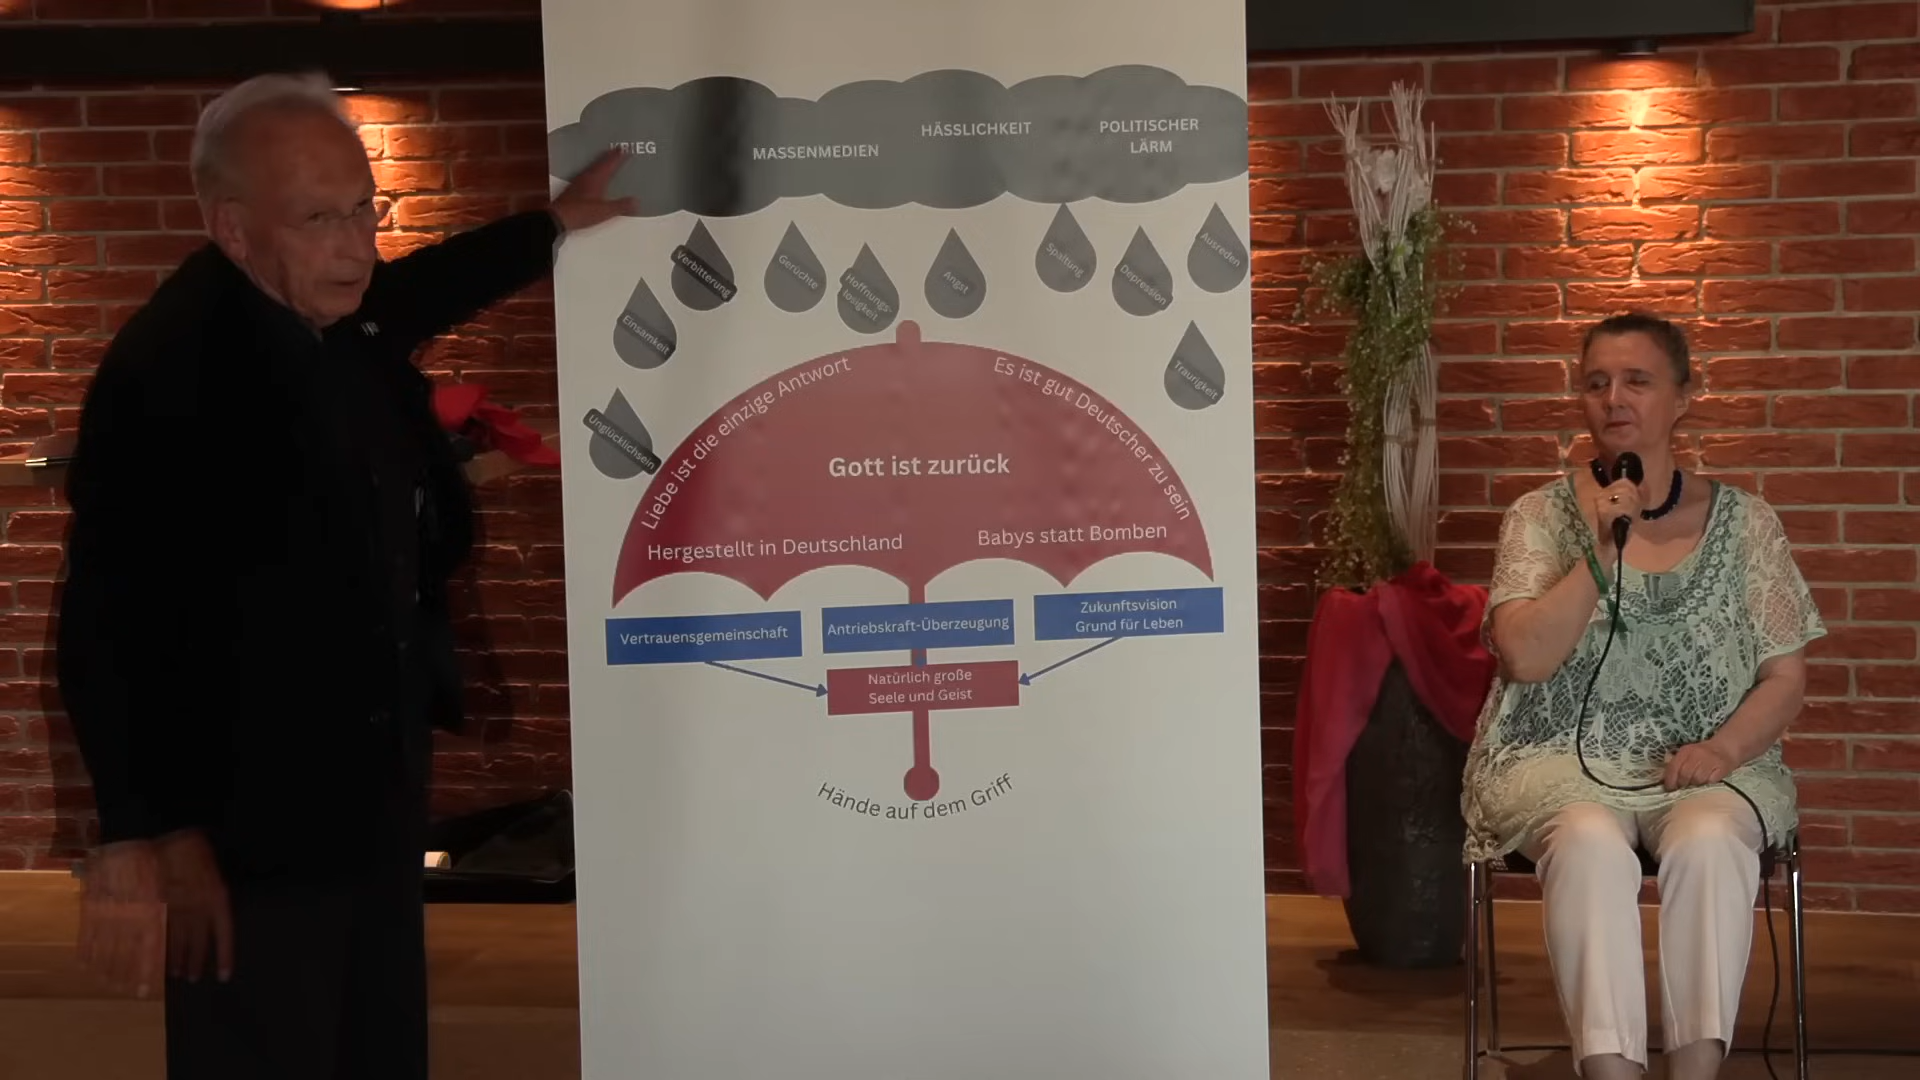 KRIEG
MASSENMEDIEN
HÄSSLICHKEIT
POLITISCHER
LÄRM
Unglücklichsein
Einsamkeit
Verbitterung
Gerüchte
Hoffnungs-
losigkeit
Angst
Spaltung
Depression
Ausreden
Traurigkeit
Liebe ist die einzige Antwort
Es ist gut Deutscher zu sein
Gott ist zurück
Hergestellt in Deutschland
Babys statt Bomben
Vertrauensgemeinschaft
Antriebskraft-Überzeugung
Zukunftsvision
Grund für Leben
Natürlich große
Seele und Geist
Hände auf dem Griff